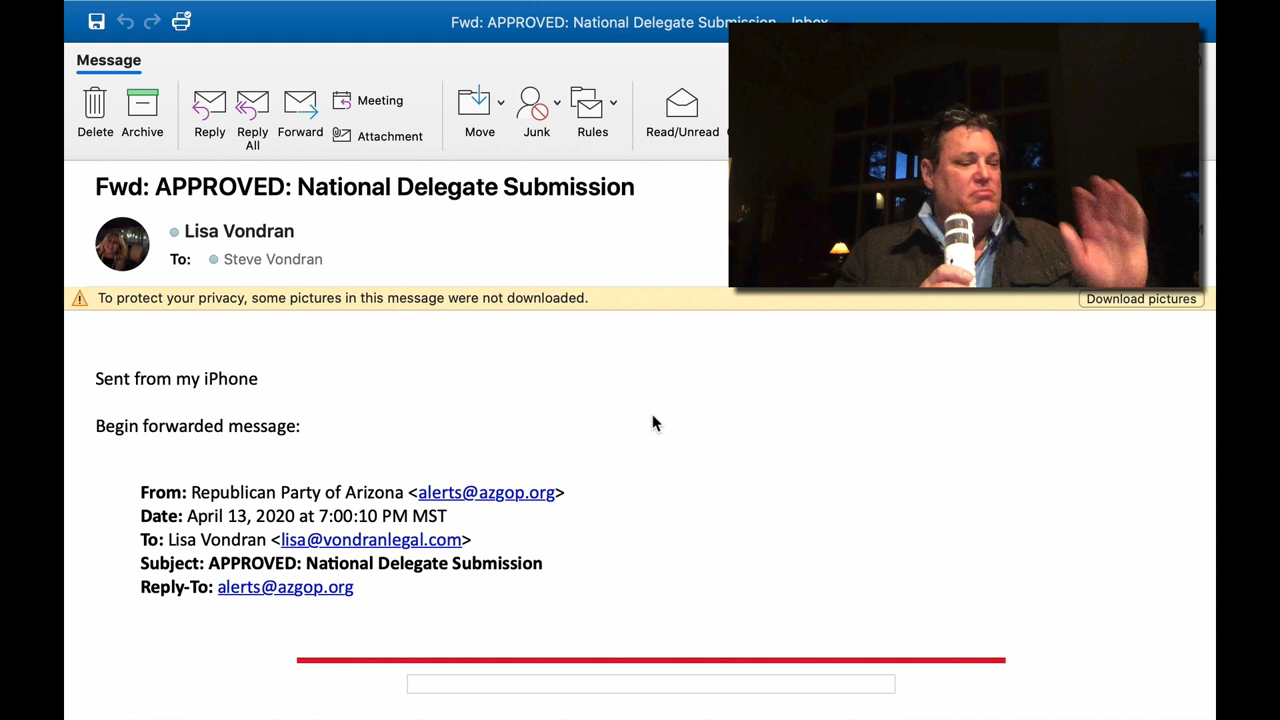 Fwd: APPROVED: National Delegate Submission - Inbox
Message
Delete
Archive
Reply
Reply All
Forward
Meeting
Attachment
Move
Junk
Rules
Read/Unread
Fwd: APPROVED: National Delegate Submission
Lisa Vondran
To: Steve Vondran
To protect your privacy, some pictures in this message were not downloaded.
Download pictures
Sent from my iPhone
Begin forwarded message:
From: Republican Party of Arizona <alerts@azgop.org>
Date: April 13, 2020 at 7:00:10 PM MST
To: Lisa Vondran <lisa@vondranlegal.com>
Subject: APPROVED: National Delegate Submission
Reply-To: alerts@azgop.org